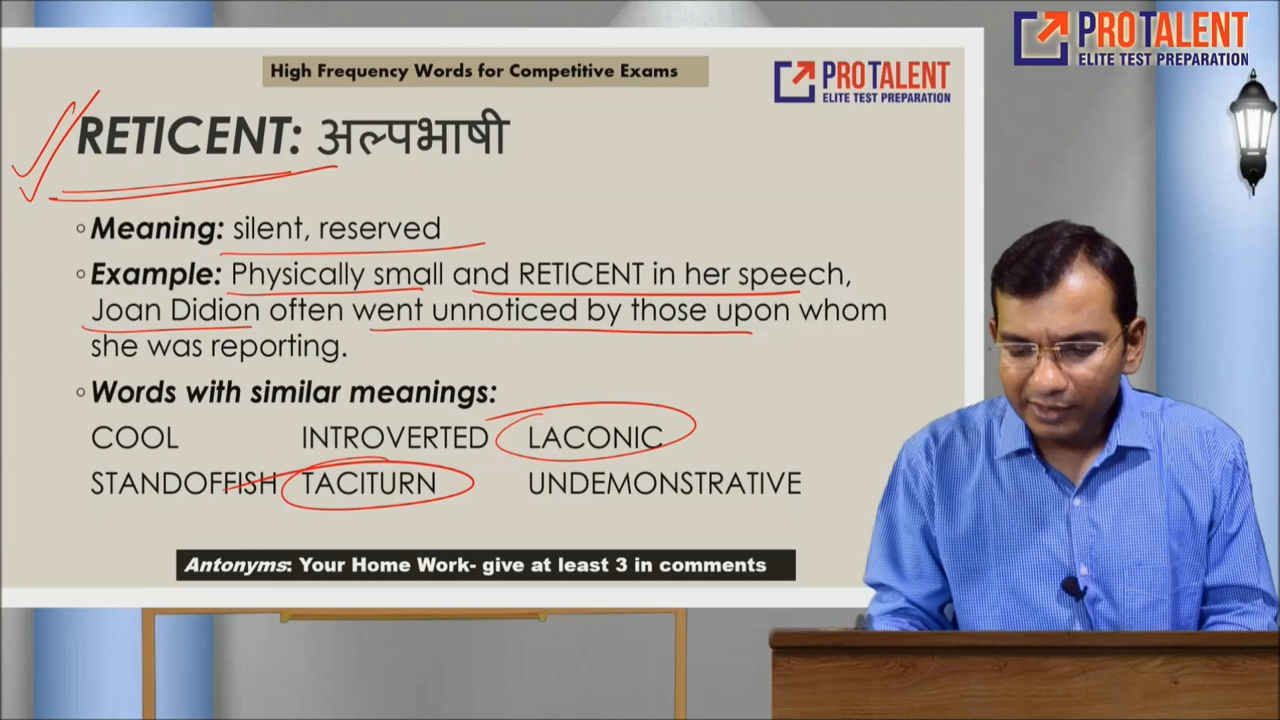 PROTALENT
ELITE TEST PREPARATION
High Frequency Words for Competitive Exams
PROTALENT
ELITE TEST PREPARATION
RETICENT: अल्पभाषी
Meaning: silent, reserved
Example: Physically small and RETICENT in her speech,
Joan Didion often went unnoticed by those upon whom
she was reporting.
Words with similar meanings:
COOL INTROVERTED LACONIC
STANDOFFISH TACITURN UNDEMONSTRATIVE
Antonyms: Your Home Work- give at least 3 in comments